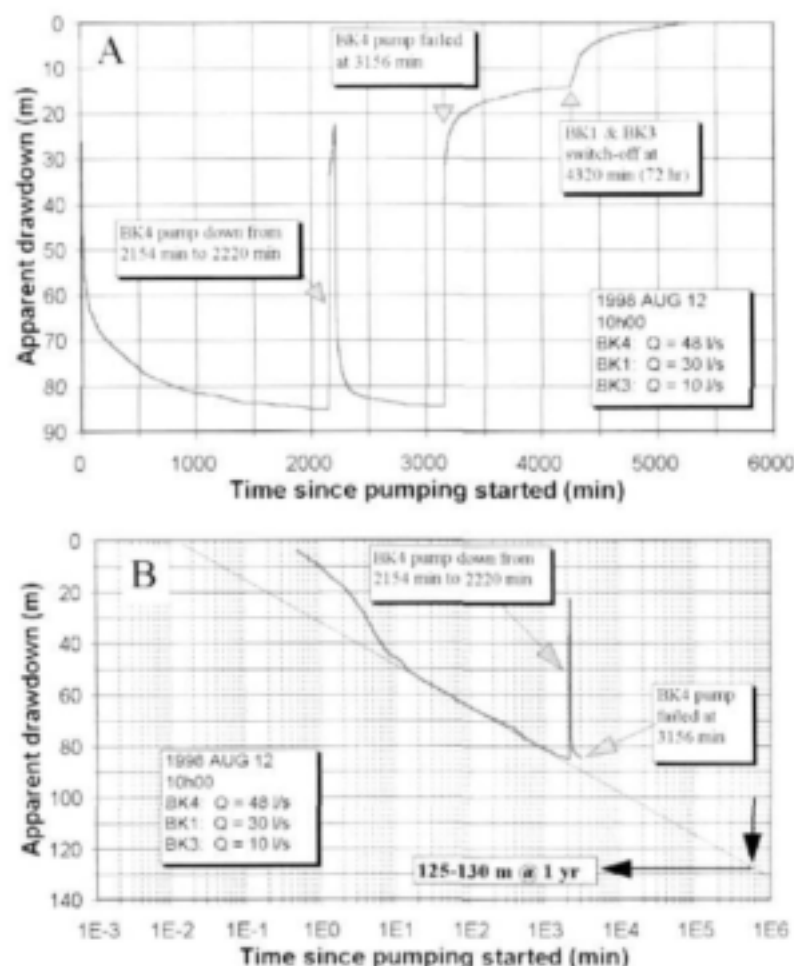 A
Apparent drawdown (m)
0
10
20
30
40
50
60
70
80
90
BK4 pump failed
at 3156 min
BK1 & BK3
switch-off at
4320 min (72 hr)
BK4 pump down from
2154 min to 2220 min
1998 AUG 12
10h00
BK4: Q = 48 l/s
BK1: Q = 30 l/s
BK3: Q = 10 l/s
0 1000 2000 3000 4000 5000 6000
Time since pumping started (min)
B
Apparent drawdown (m)
0
20
40
60
80
100
120
140
BK4 pump down from
2154 min to 2220 min
BK4 pump
failed at
3156 min
1998 AUG 12
10h00
BK4: Q = 48 l/s
BK1: Q = 30 l/s
BK3: Q = 10 l/s
125-130 m @ 1 yr
1E-3 1E-2 1E-1 1E0 1E1 1E2 1E3 1E4 1E5 1E6
Time since pumping started (min)